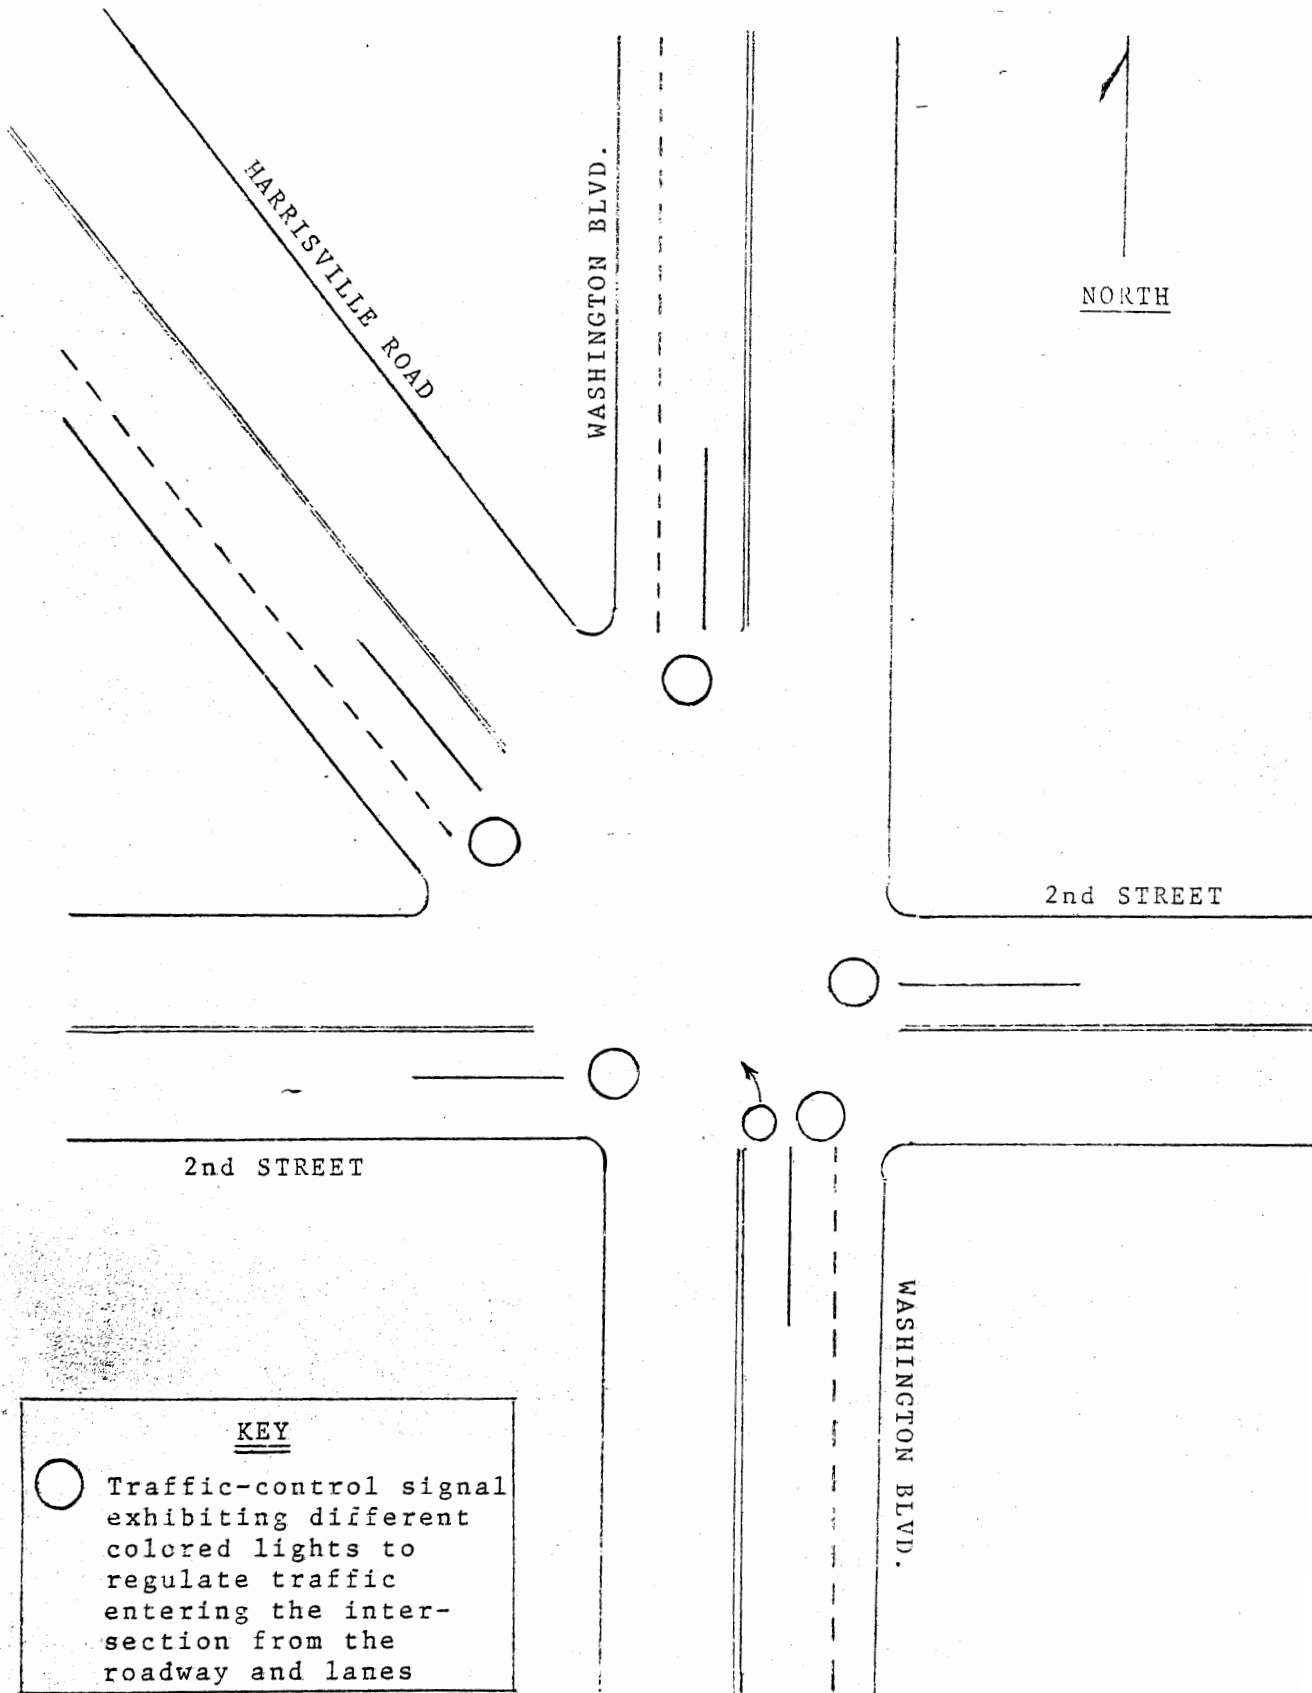 HARRISVILLE ROAD
WASHINGTON BLVD.
NORTH
2nd STREET
2nd STREET
WASHINGTON BLVD.
KEY
Traffic-control signal
exhibiting different
colored lights to
regulate traffic
entering the inter-
section from the
roadway and lanes